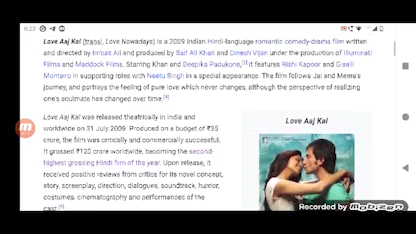 8:23
Love Aaj Kal (transl. Love Nowadays) is a 2009 Indian Hindi-language romantic comedy-drama film written
and directed by Imtiaz Ali and produced by Saif Ali Khan and Dinesh Vijan under the production of Illuminati
Films and Maddock Films. Starring Khan and Deepika Padukone,[3] it features Rishi Kapoor and Giselli
Monteiro in supporting roles with Neetu Singh in a special appearance. The film follows Jai and Meera's
journey, and portrays the feeling of pure love which never changes, although the perspective of realizing
one's soulmate has changed over time.[4]
Love Aaj Kal was released theatrically in India and
worldwide on 31 July 2009. Produced on a budget of ₹35
crore, the film was critically and commercially successful.
It grossed ₹120 crore worldwide, becoming the second-
highest grossing Hindi film of the year. Upon release, it
received positive reviews from critics for its novel concept,
story, screenplay, direction, dialogues, soundtrack, humor,
costumes, cinematography and performances of the
cast.[5]
Love Aaj Kal
Recorded by Mobizen